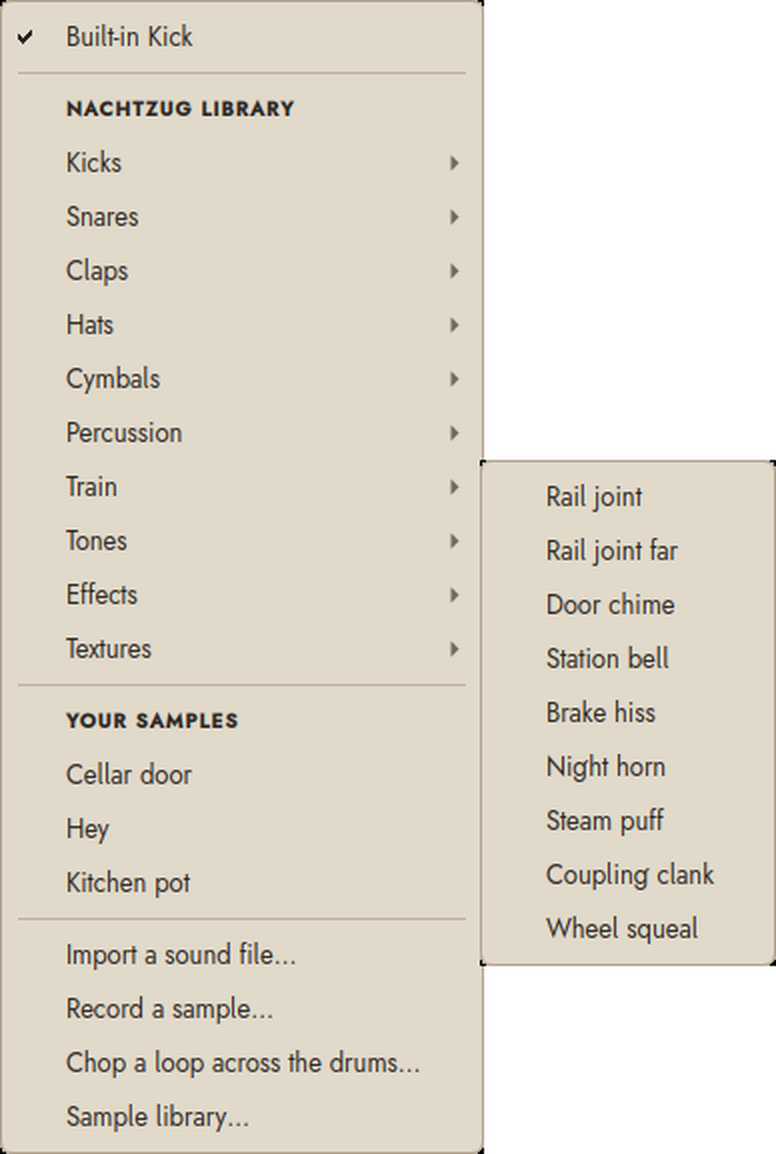 Built-in Kick
NACHTZUG LIBRARY
Kicks
Snares
Claps
Hats
Cymbals
Percussion
Train
Tones
Effects
Textures
YOUR SAMPLES
Cellar door
Hey
Kitchen pot
Import a sound file...
Record a sample...
Chop a loop across the drums...
Sample library...
Rail joint
Rail joint far
Door chime
Station bell
Brake hiss
Night horn
Steam puff
Coupling clank
Wheel squeal